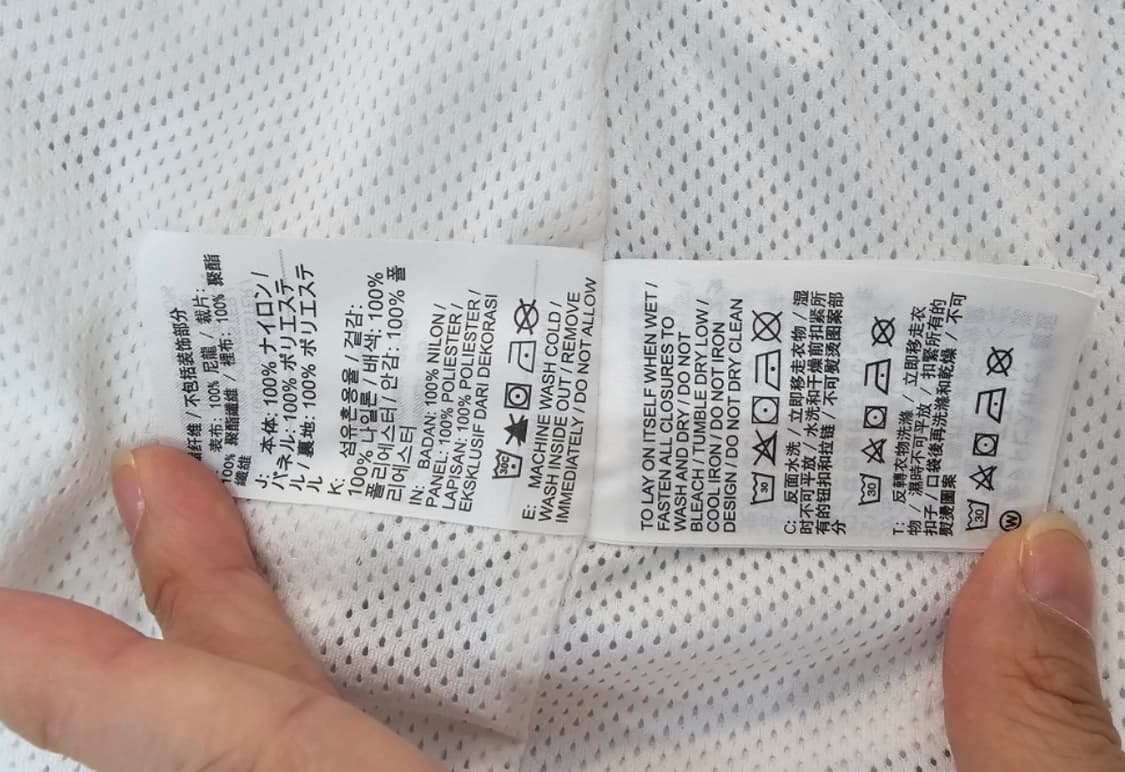 纤维 / 不包括装饰部分
表布: 100% 尼龍 裁片:
100% 聚酯纖維 / 裡布: 100% 聚酯
纖維
J: 本体: 100% ナイロン /
パネル: 100% ポリエステ
ル / 裏地: 100% ポリエステ
ル
K: 섬유혼용율 / 겉감:
100% 나일론 / 배색: 100%
폴리에스터 / 안감: 100% 폴
리에스터
IN: BADAN: 100% NILON /
PANEL: 100% POLIESTER /
LAPISAN: 100% POLIESTER /
EKSKLUSIF DARI DEKORASI
30C
E: MACHINE WASH COLD /
WASH INSIDE OUT / REMOVE
IMMEDIATELY / DO NOT ALLOW
TO LAY ON ITSELF WHEN WET /
FASTEN ALL CLOSURES TO
WASH AND DRY / DO NOT
BLEACH / TUMBLE DRY LOW /
COOL IRON / DO NOT IRON
DESIGN / DO NOT DRY CLEAN
30
C: 反面水洗 / 立即移走衣物 / 湿
时不可平放 / 水洗和干燥前扣紧所
有的钮扣和拉链 / 不可熨烫图案部
分
30
T: 反轉衣物洗滌 / 立即移走衣
物 / 濕時不可平放 / 扣緊所有的
扣子 / 口袋後再洗滌和乾燥 / 不可
熨燙圖案
30
W